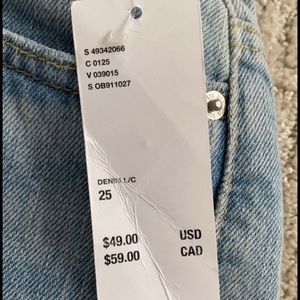 S 49342066
C 0125
V 039015
S OB911027
DENIM L/C
25
$49.00 USD
$59.00 CAD